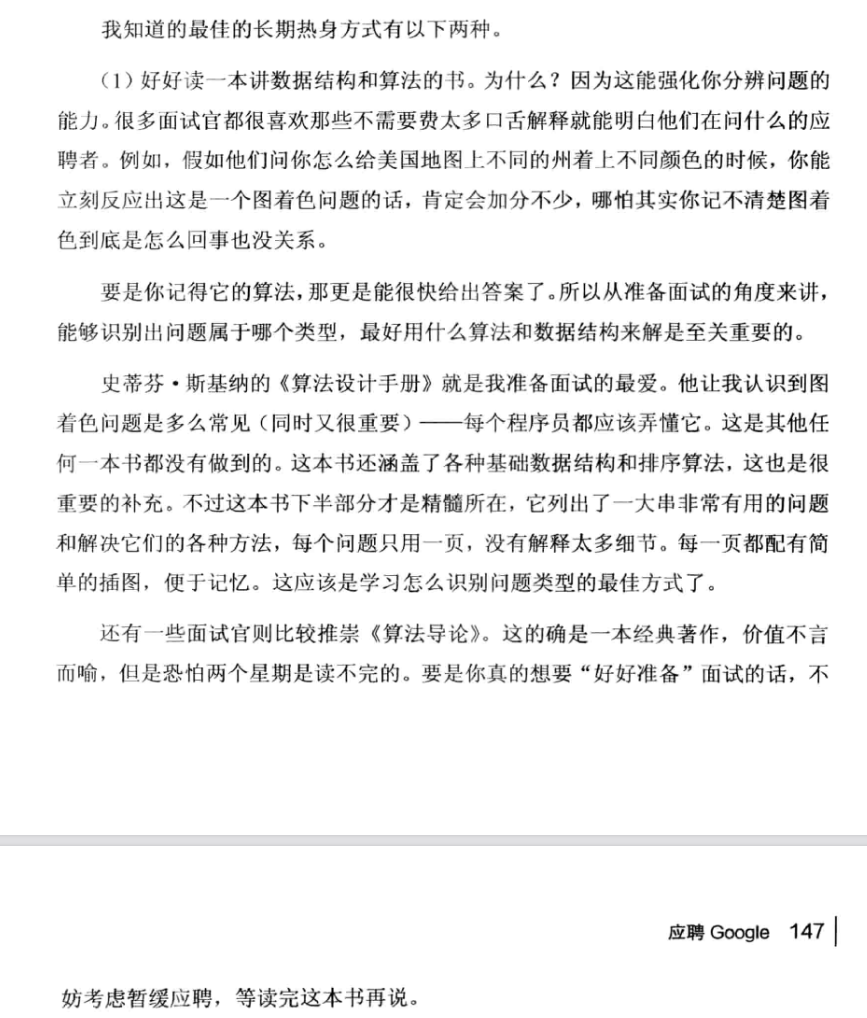 我知道的最佳的长期热身方式有以下两种。
（1）好好读一本讲数据结构和算法的书。为什么？因为这能强化你分辨问题的
能力。很多面试官都很喜欢那些不需要费太多口舌解释就能明白他们在问什么的应
聘者。例如，假如他们问你怎么给美国地图上不同的州着上不同颜色的时候，你能
立刻反应出这是一个图着色问题的话，肯定会加分不少，哪怕其实你记不清楚图着
色到底是怎么回事也没关系。
要是你记得它的算法，那更是能很快给出答案了。所以从准备面试的角度来讲，
能够识别出问题属于哪个类型，最好用什么算法和数据结构来解是至关重要的。
史蒂芬·斯基纳的《算法设计手册》就是我准备面试的最爱。他让我认识到图
着色问题是多么常见（同时又很重要）——每个程序员都应该弄懂它。这是其他任
何一本书都没有做到的。这本书还涵盖了各种基础数据结构和排序算法，这也是很
重要的补充。不过这本书下半部分才是精髓所在，它列出了一大串非常有用的问题
和解决它们的各种方法，每个问题只用一页，没有解释太多细节。每一页都配有简
单的插图，便于记忆。这应该是学习怎么识别问题类型的最佳方式了。
还有一些面试官则比较推崇《算法导论》。这的确是一本经典著作，价值不言
而喻，但是恐怕两个星期是读不完的。要是你真的想要“好好准备”面试的话，不
应聘 Google 147
妨考虑暂缓应聘，等读完这本书再说。